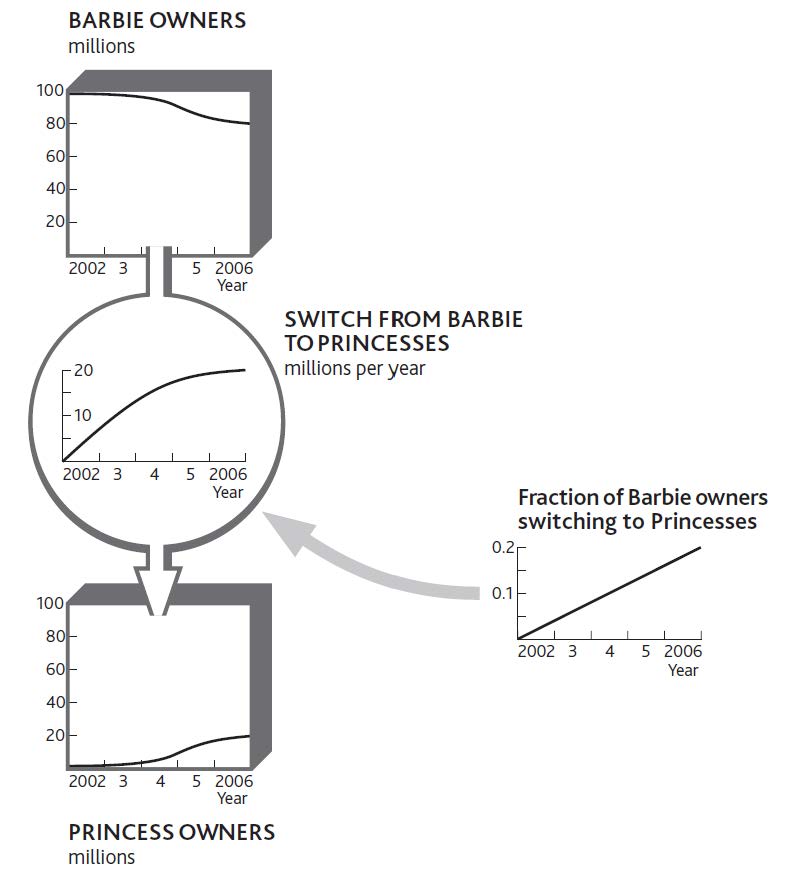 BARBIE OWNERS
millions
100
80
60
40
20
2002 3 5 2006
Year
SWITCH FROM BARBIE
TO PRINCESSES
millions per year
20
10
2002 3 4 5 2006
Year
Fraction of Barbie owners
switching to Princesses
0.2
0.1
2002 3 4 5 2006
Year
100
80
60
40
20
2002 3 4 5 2006
Year
PRINCESS OWNERS
millions